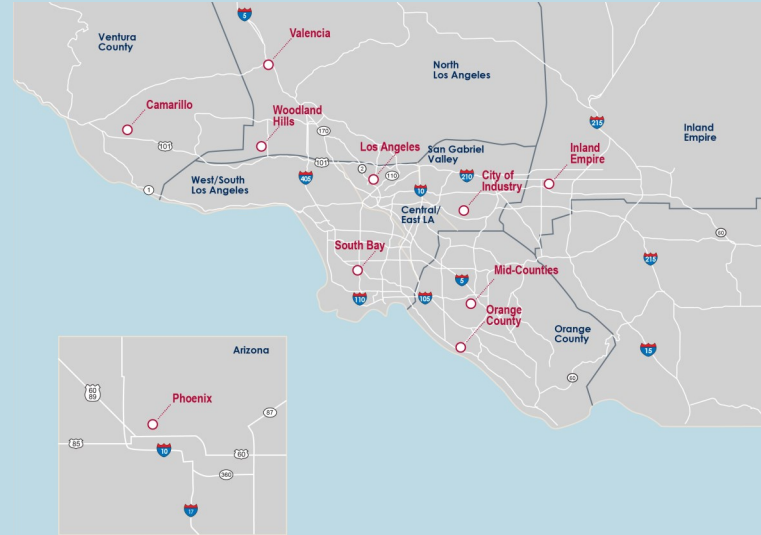 5
Valencia
Ventura
County
North
Los Angeles
Camarillo
Woodland
Hills
215
170
Inland
Empire
101
Los Angeles
San Gabriel
Valley
Inland
Empire
101
2
110
210
City of
Industry
405
10
West/South
Los Angeles
1
Central/
East LA
60
South Bay
215
Mid-Counties
5
110
105
Orange
County
Orange
County
15
60
Arizona
60
89
Phoenix
87
85
10
60
360
17